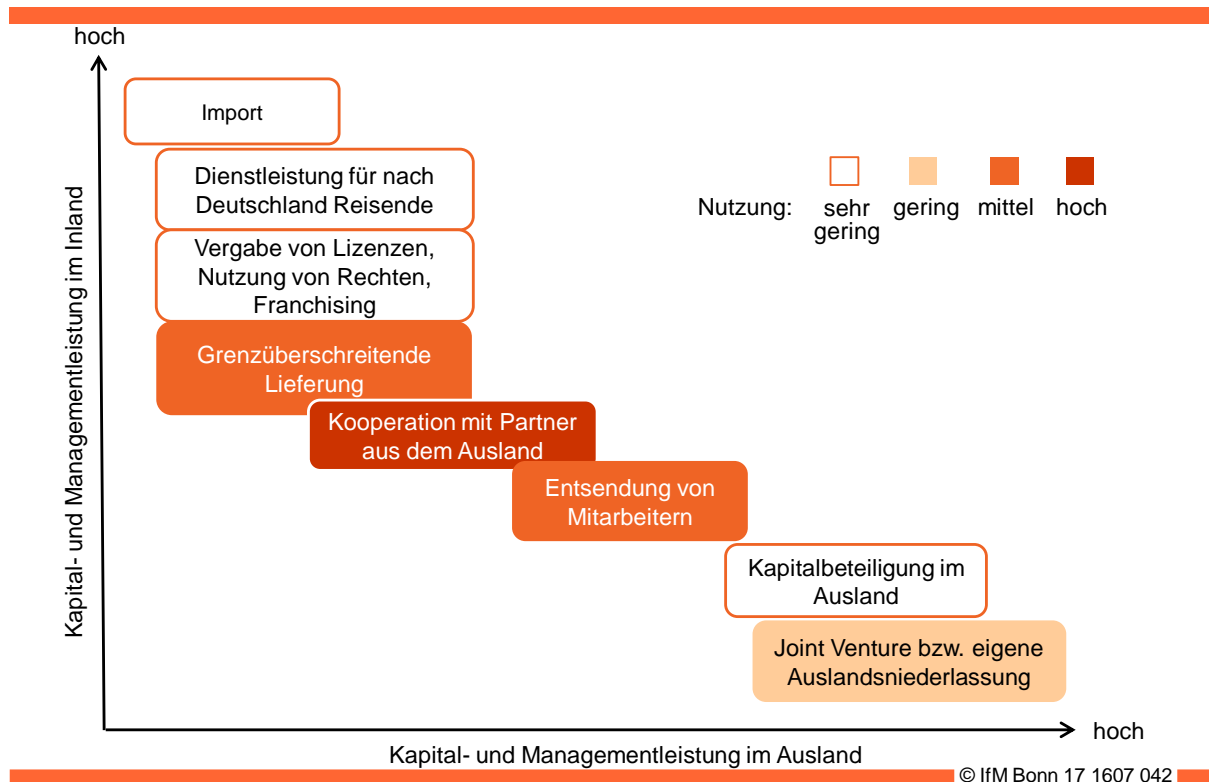 hoch
Import
Dienstleistung für nach
Deutschland Reisende
Vergabe von Lizenzen,
Nutzung von Rechten,
Franchising
Grenzüberschreitende
Lieferung
Kooperation mit Partner
aus dem Ausland
Entsendung von
Mitarbeitern
Kapitalbeteiligung im
Ausland
Joint Venture bzw. eigene
Auslandsniederlassung
Nutzung:
sehr
gering
gering
mittel
hoch
Kapital- und Managementleistung im Inland
hoch
Kapital- und Managementleistung im Ausland
© IfM Bonn 17 1607 042